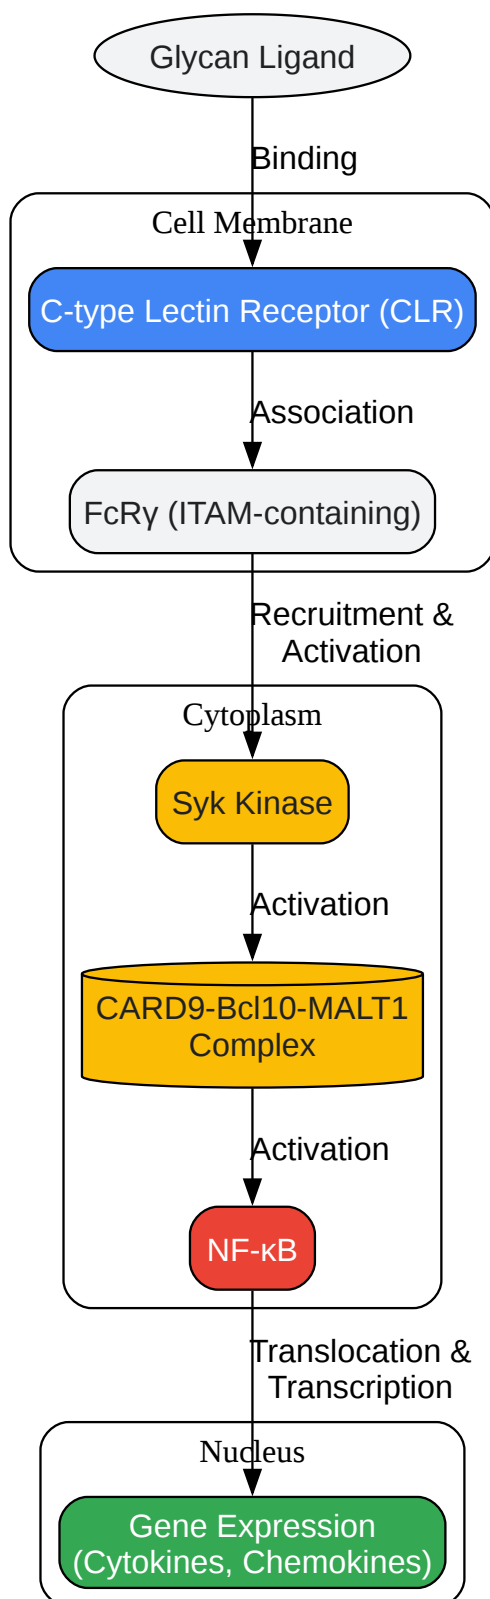 Glycan Ligand
Binding
Cell Membrane
C-type Lectin Receptor (CLR)
Association
FcRγ (ITAM-containing)
Recruitment &
Activation
Cytoplasm
Syk Kinase
Activation
CARD9-Bcl10-MALT1
Complex
Activation
NF-κB
Translocation &
Transcription
Nucleus
Gene Expression
(Cytokines, Chemokines)